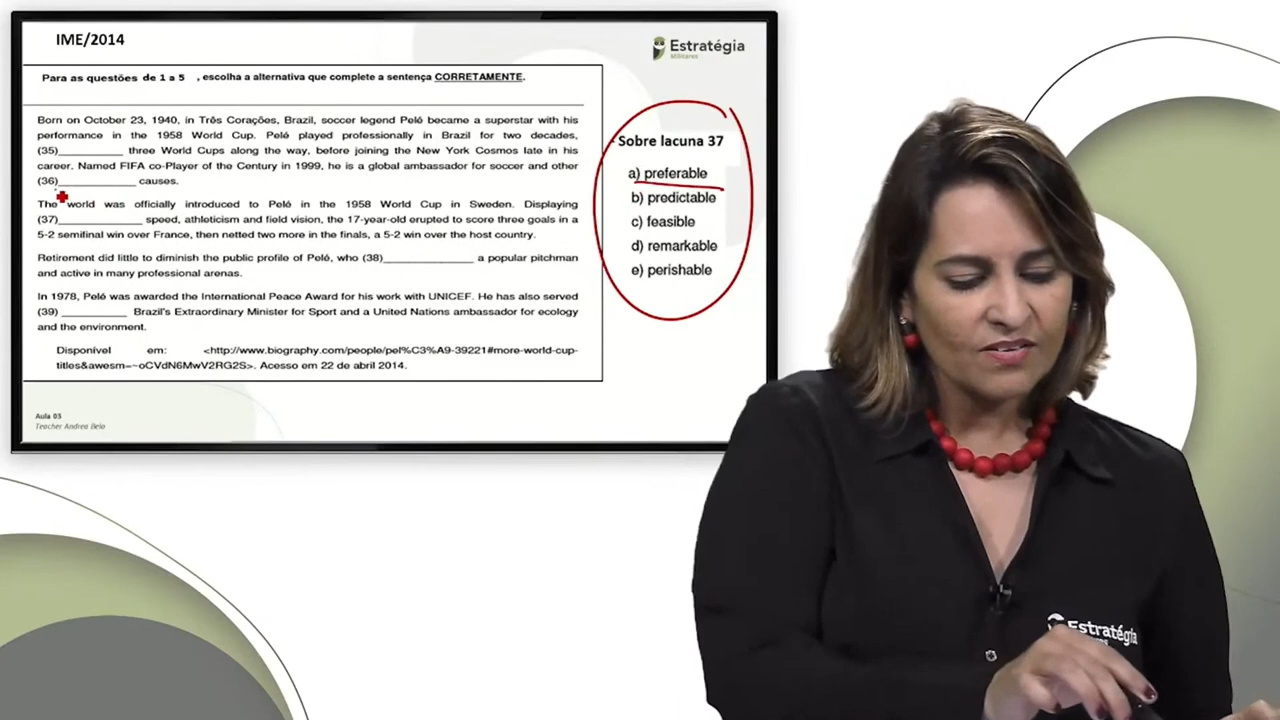 IME/2014
Estratégia
Militares
Para as questões de 1 a 5 , escolha a alternativa que complete a sentença CORRETAMENTE.
Born on October 23, 1940, in Três Corações, Brazil, soccer legend Pelé became a superstar with his
performance in the 1958 World Cup. Pelé played professionally in Brazil for two decades,
(35)__________ three World Cups along the way, before joining the New York Cosmos late in his
career. Named FIFA co-Player of the Century in 1999, he is a global ambassador for soccer and other
(36)____________ causes.
The world was officially introduced to Pelé in the 1958 World Cup in Sweden. Displaying
(37)_____________ speed, athleticism and field vision, the 17-year-old erupted to score three goals in a
5-2 semifinal win over France, then netted two more in the finals, a 5-2 win over the host country.
Retirement did little to diminish the public profile of Pelé, who (38)______________ a popular pitchman
and active in many professional arenas.
In 1978, Pelé was awarded the International Peace Award for his work with UNICEF. He has also served
(39) __________ Brazil's Extraordinary Minister for Sport and a United Nations ambassador for ecology
and the environment.
Disponível em: <http://www.biography.com/people/pel%C3%A9-39221#more-world-cup-
titles&awesm=~oCVdN6MwV2RG2S>. Acesso em 22 de abril 2014.
Sobre lacuna 37
a) preferable
b) predictable
c) feasible
d) remarkable
e) perishable
Aula 03
Teacher Andrea Belo
Estratégia